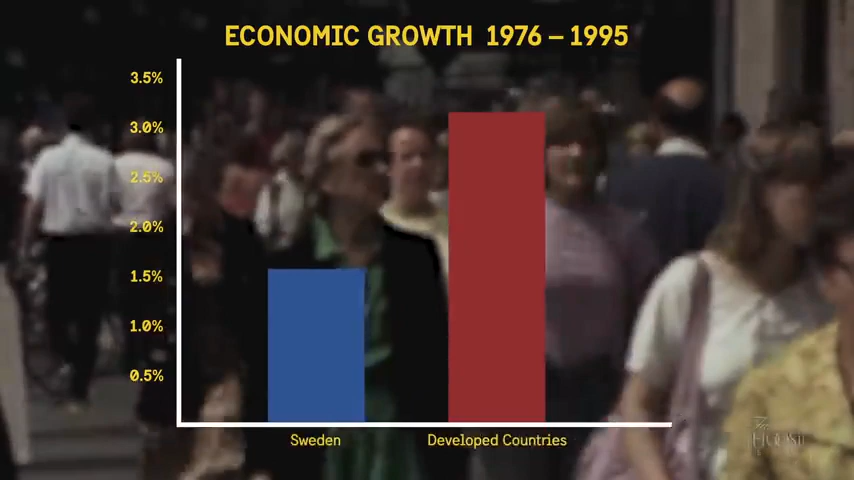 ECONOMIC GROWTH 1976 – 1995
3.5%
3.0%
2.5%
2.0%
1.5%
1.0%
0.5%
Sweden
Developed Countries